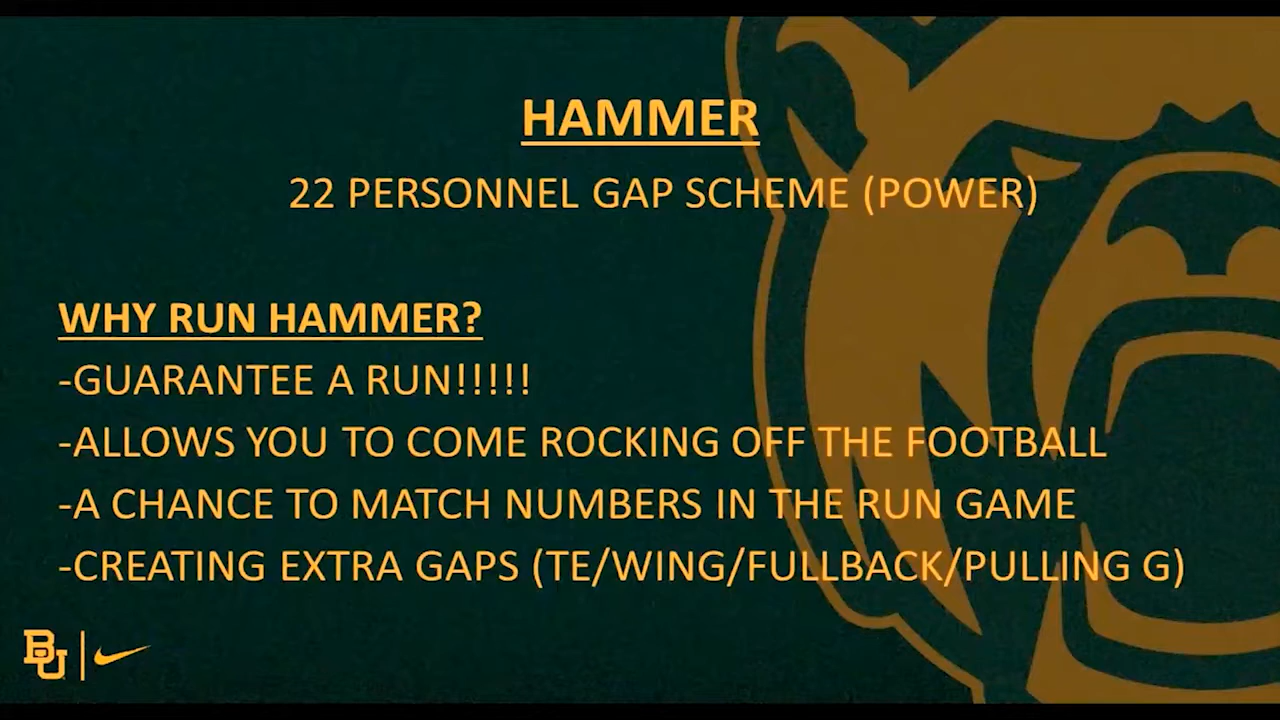 HAMMER
22 PERSONNEL GAP SCHEME (POWER)
WHY RUN HAMMER?
-GUARANTEE A RUN!!!!!
-ALLOWS YOU TO COME ROCKING OFF THE FOOTBALL
-A CHANCE TO MATCH NUMBERS IN THE RUN GAME
-CREATING EXTRA GAPS (TE/WING/FULLBACK/PULLING G)
BU